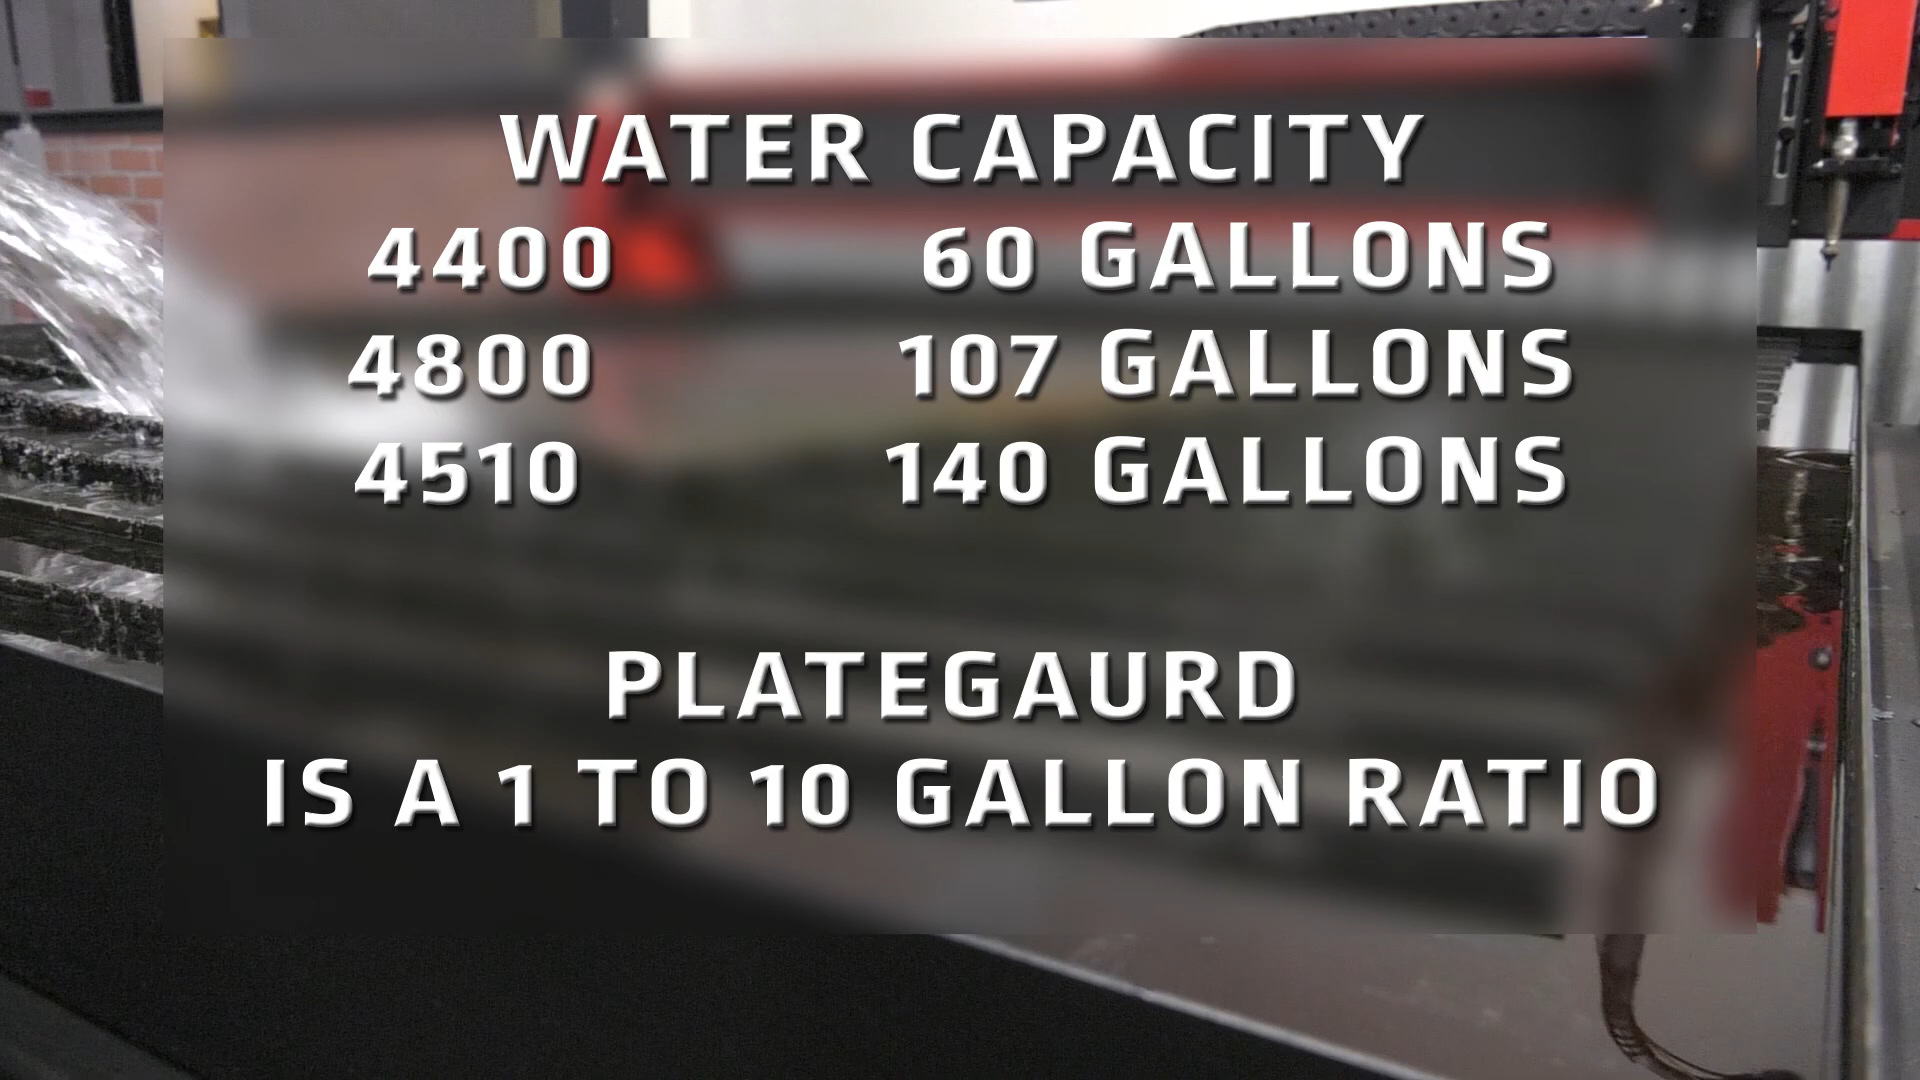 WATER CAPACITY
4400 60 GALLONS
4800 107 GALLONS
4510 140 GALLONS
PLATEGAURD
IS A 1 TO 10 GALLON RATIO